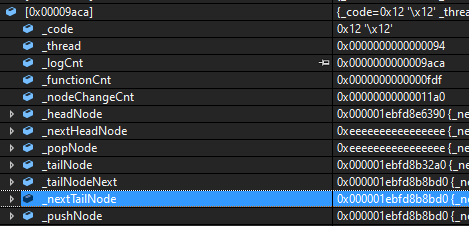 [0x00009aca] {_code=0x12 '\x12' _threa
_code 0x12 '\x12'
_thread 0x0000000000000094
_logCnt 0x0000000000009aca
_functionCnt 0x0000000000000fdf
_nodeChangeCnt 0x00000000000011a0
_headNode 0x000001ebfd8e6390 {_ne
_nextHeadNode 0xeeeeeeeeeeeeeeee {_ne
_popNode 0xeeeeeeeeeeeeeeee {_ne
_tailNode 0x000001ebfd8b32a0 {_ne
_tailNodeNext 0x000001ebfd8b8bd0 {_ne
_nextTailNode 0x000001ebfd8b8bd0 {_ne
_pushNode 0x000001ebfd8b8bd0 {_ne